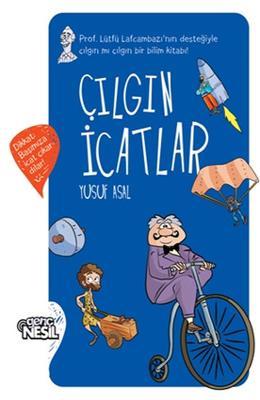 Prof. Lütfü Lafcambazı'nın desteğiyle
çılgın mı çılgın bir bilim kitabı!
ÇILGIN
İCATLAR
YUSUF ASAL
Dikkat!
Başımıza
icat çıkar-
dılar!
genç
NESİL